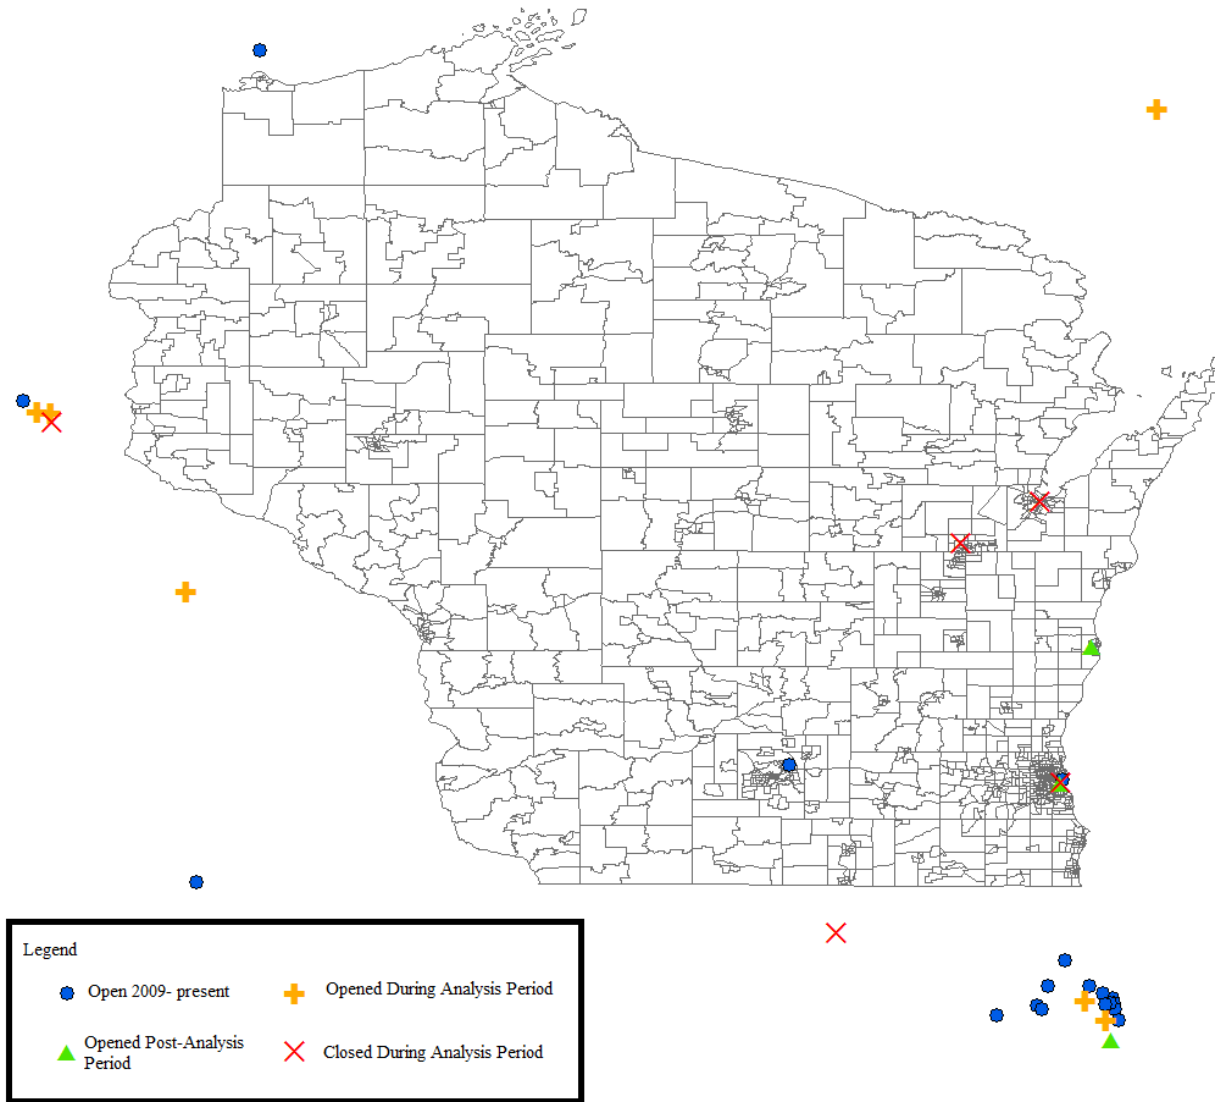 Legend
Open 2009- present
Opened During Analysis Period
Opened Post-Analysis
Period
Closed During Analysis Period